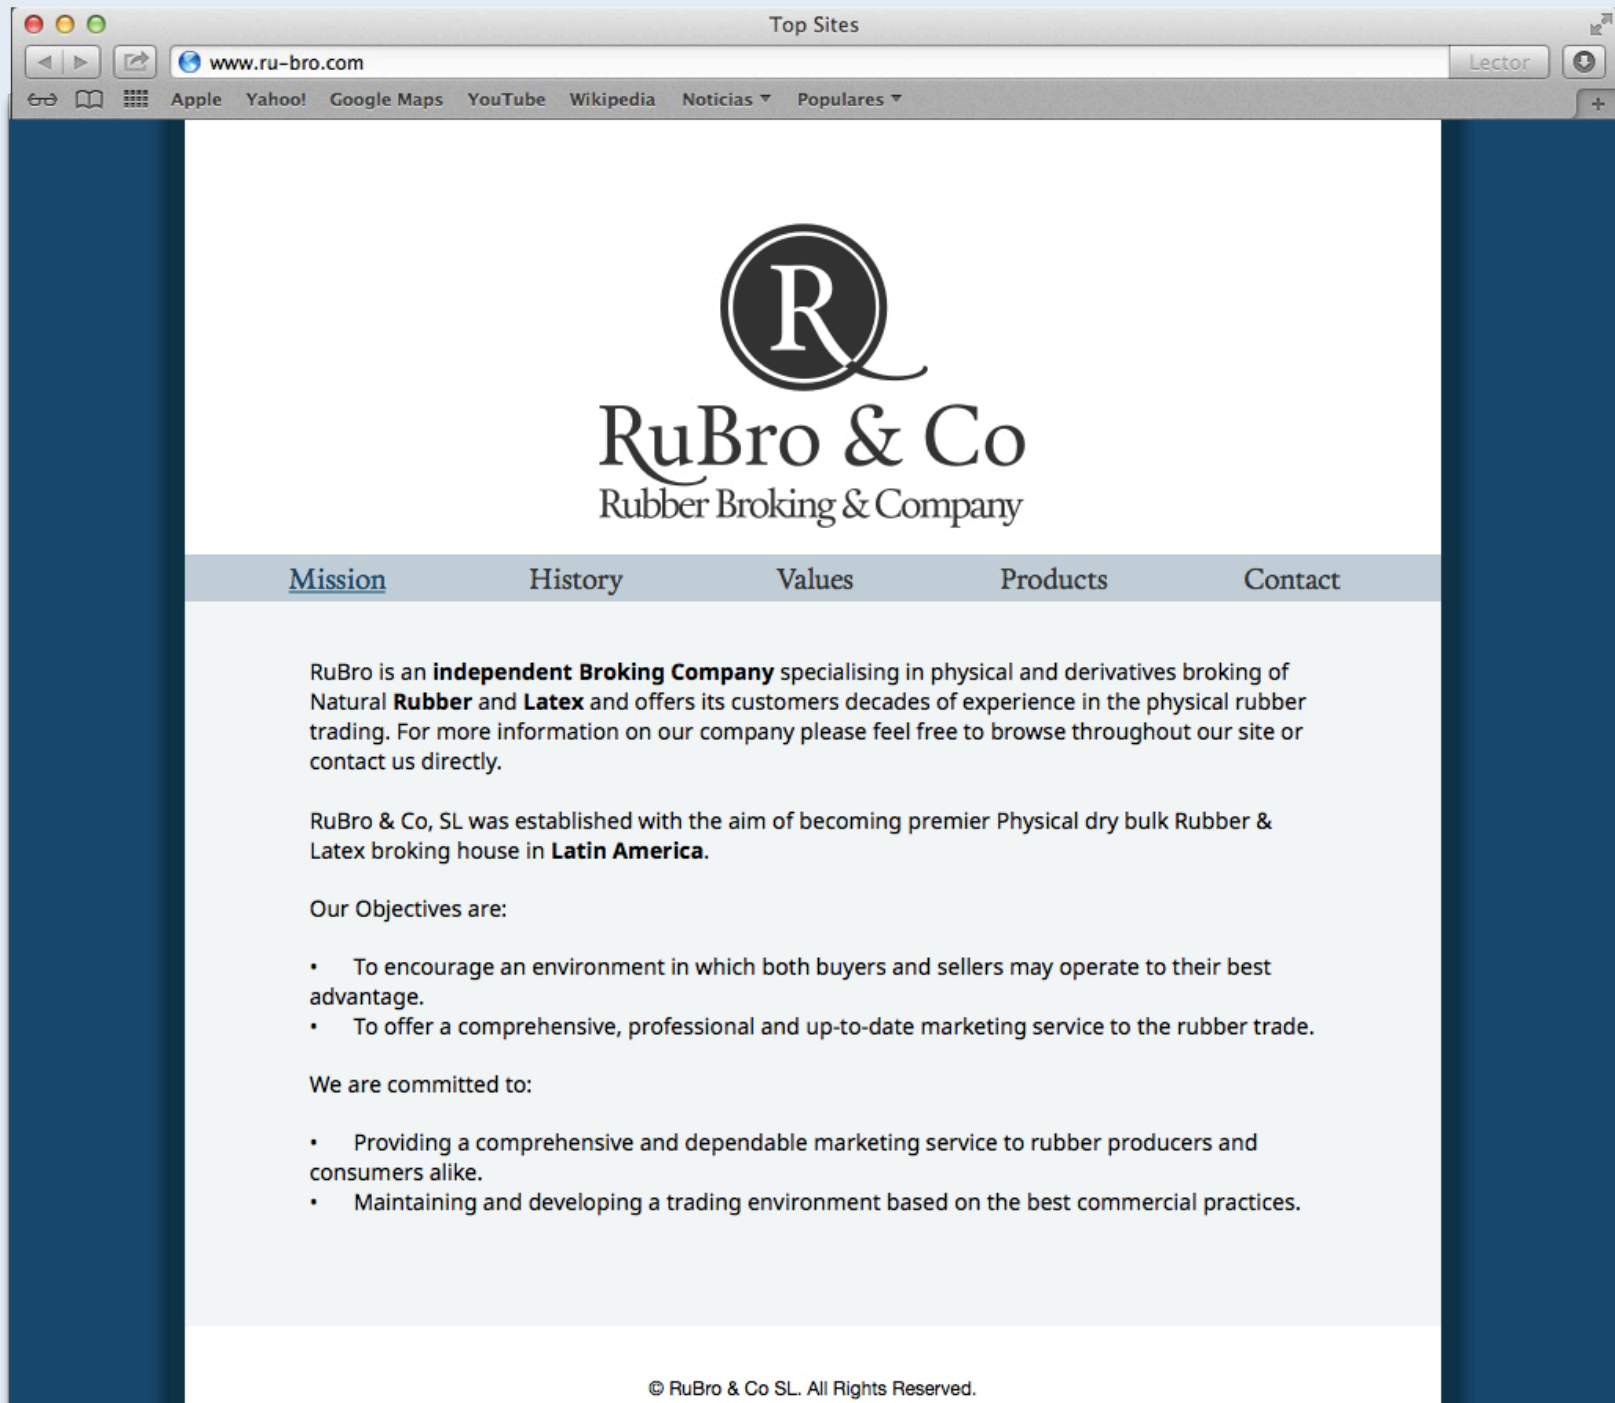 Top Sites
www.ru-bro.com
Lector
Apple Yahoo! Google Maps YouTube Wikipedia Noticias Populares
R
RuBro & Co
Rubber Broking & Company
Mission History Values Products Contact
RuBro is an independent Broking Company specialising in physical and derivatives broking of
Natural Rubber and Latex and offers its customers decades of experience in the physical rubber
trading. For more information on our company please feel free to browse throughout our site or
contact us directly.
RuBro & Co, SL was established with the aim of becoming premier Physical dry bulk Rubber &
Latex broking house in Latin America.
Our Objectives are:
• To encourage an environment in which both buyers and sellers may operate to their best
advantage.
• To offer a comprehensive, professional and up-to-date marketing service to the rubber trade.
We are committed to:
• Providing a comprehensive and dependable marketing service to rubber producers and
consumers alike.
• Maintaining and developing a trading environment based on the best commercial practices.
© RuBro & Co SL. All Rights Reserved.